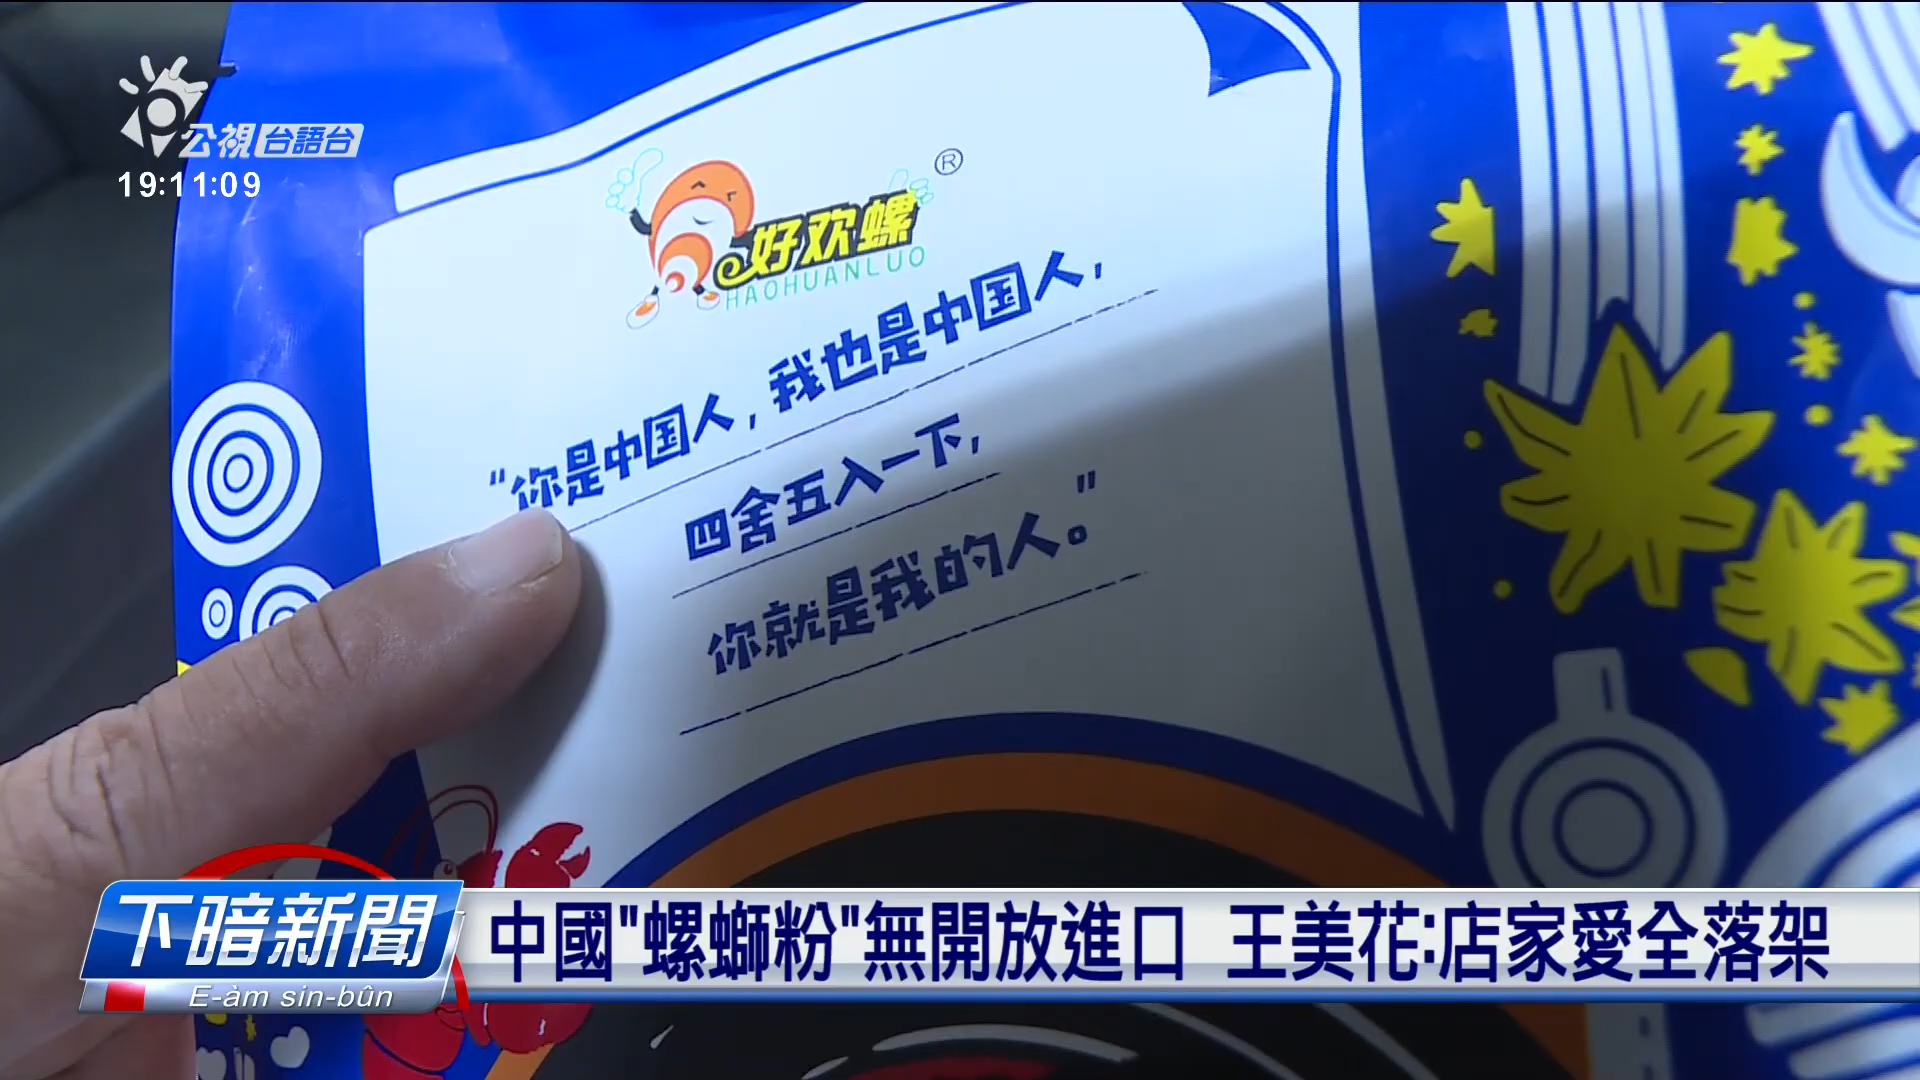 公視台語台
19:11:09
®
好欢螺
HAOHUANLUO
“你是中国人，我也是中国人，
四舍五入一下，
你就是我的人。”
下暗新聞
E-àm sin-bûn
中國"螺螄粉"無開放進口 王美花:店家愛全落架